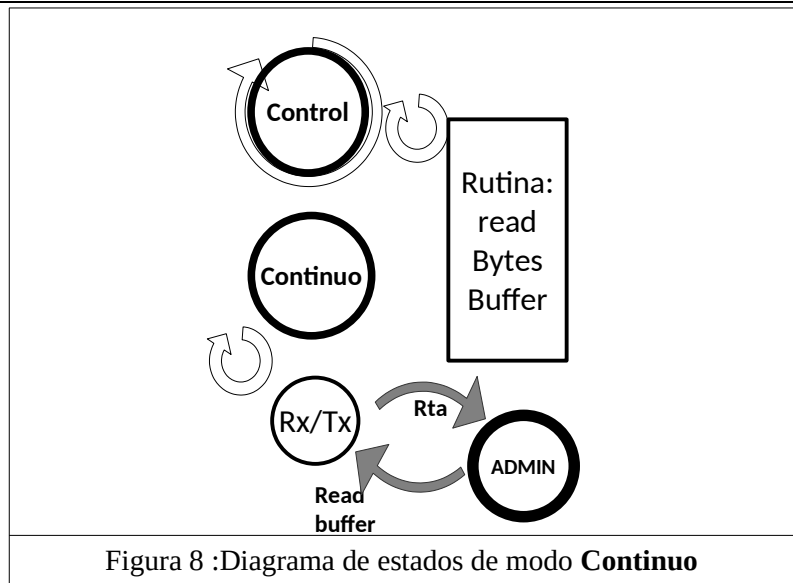 Control
Rutina:
read
Bytes
Buffer
Continuo
Rx/Tx
Rta
ADMIN
Read
buffer
Figura 8 :Diagrama de estados de modo Continuo